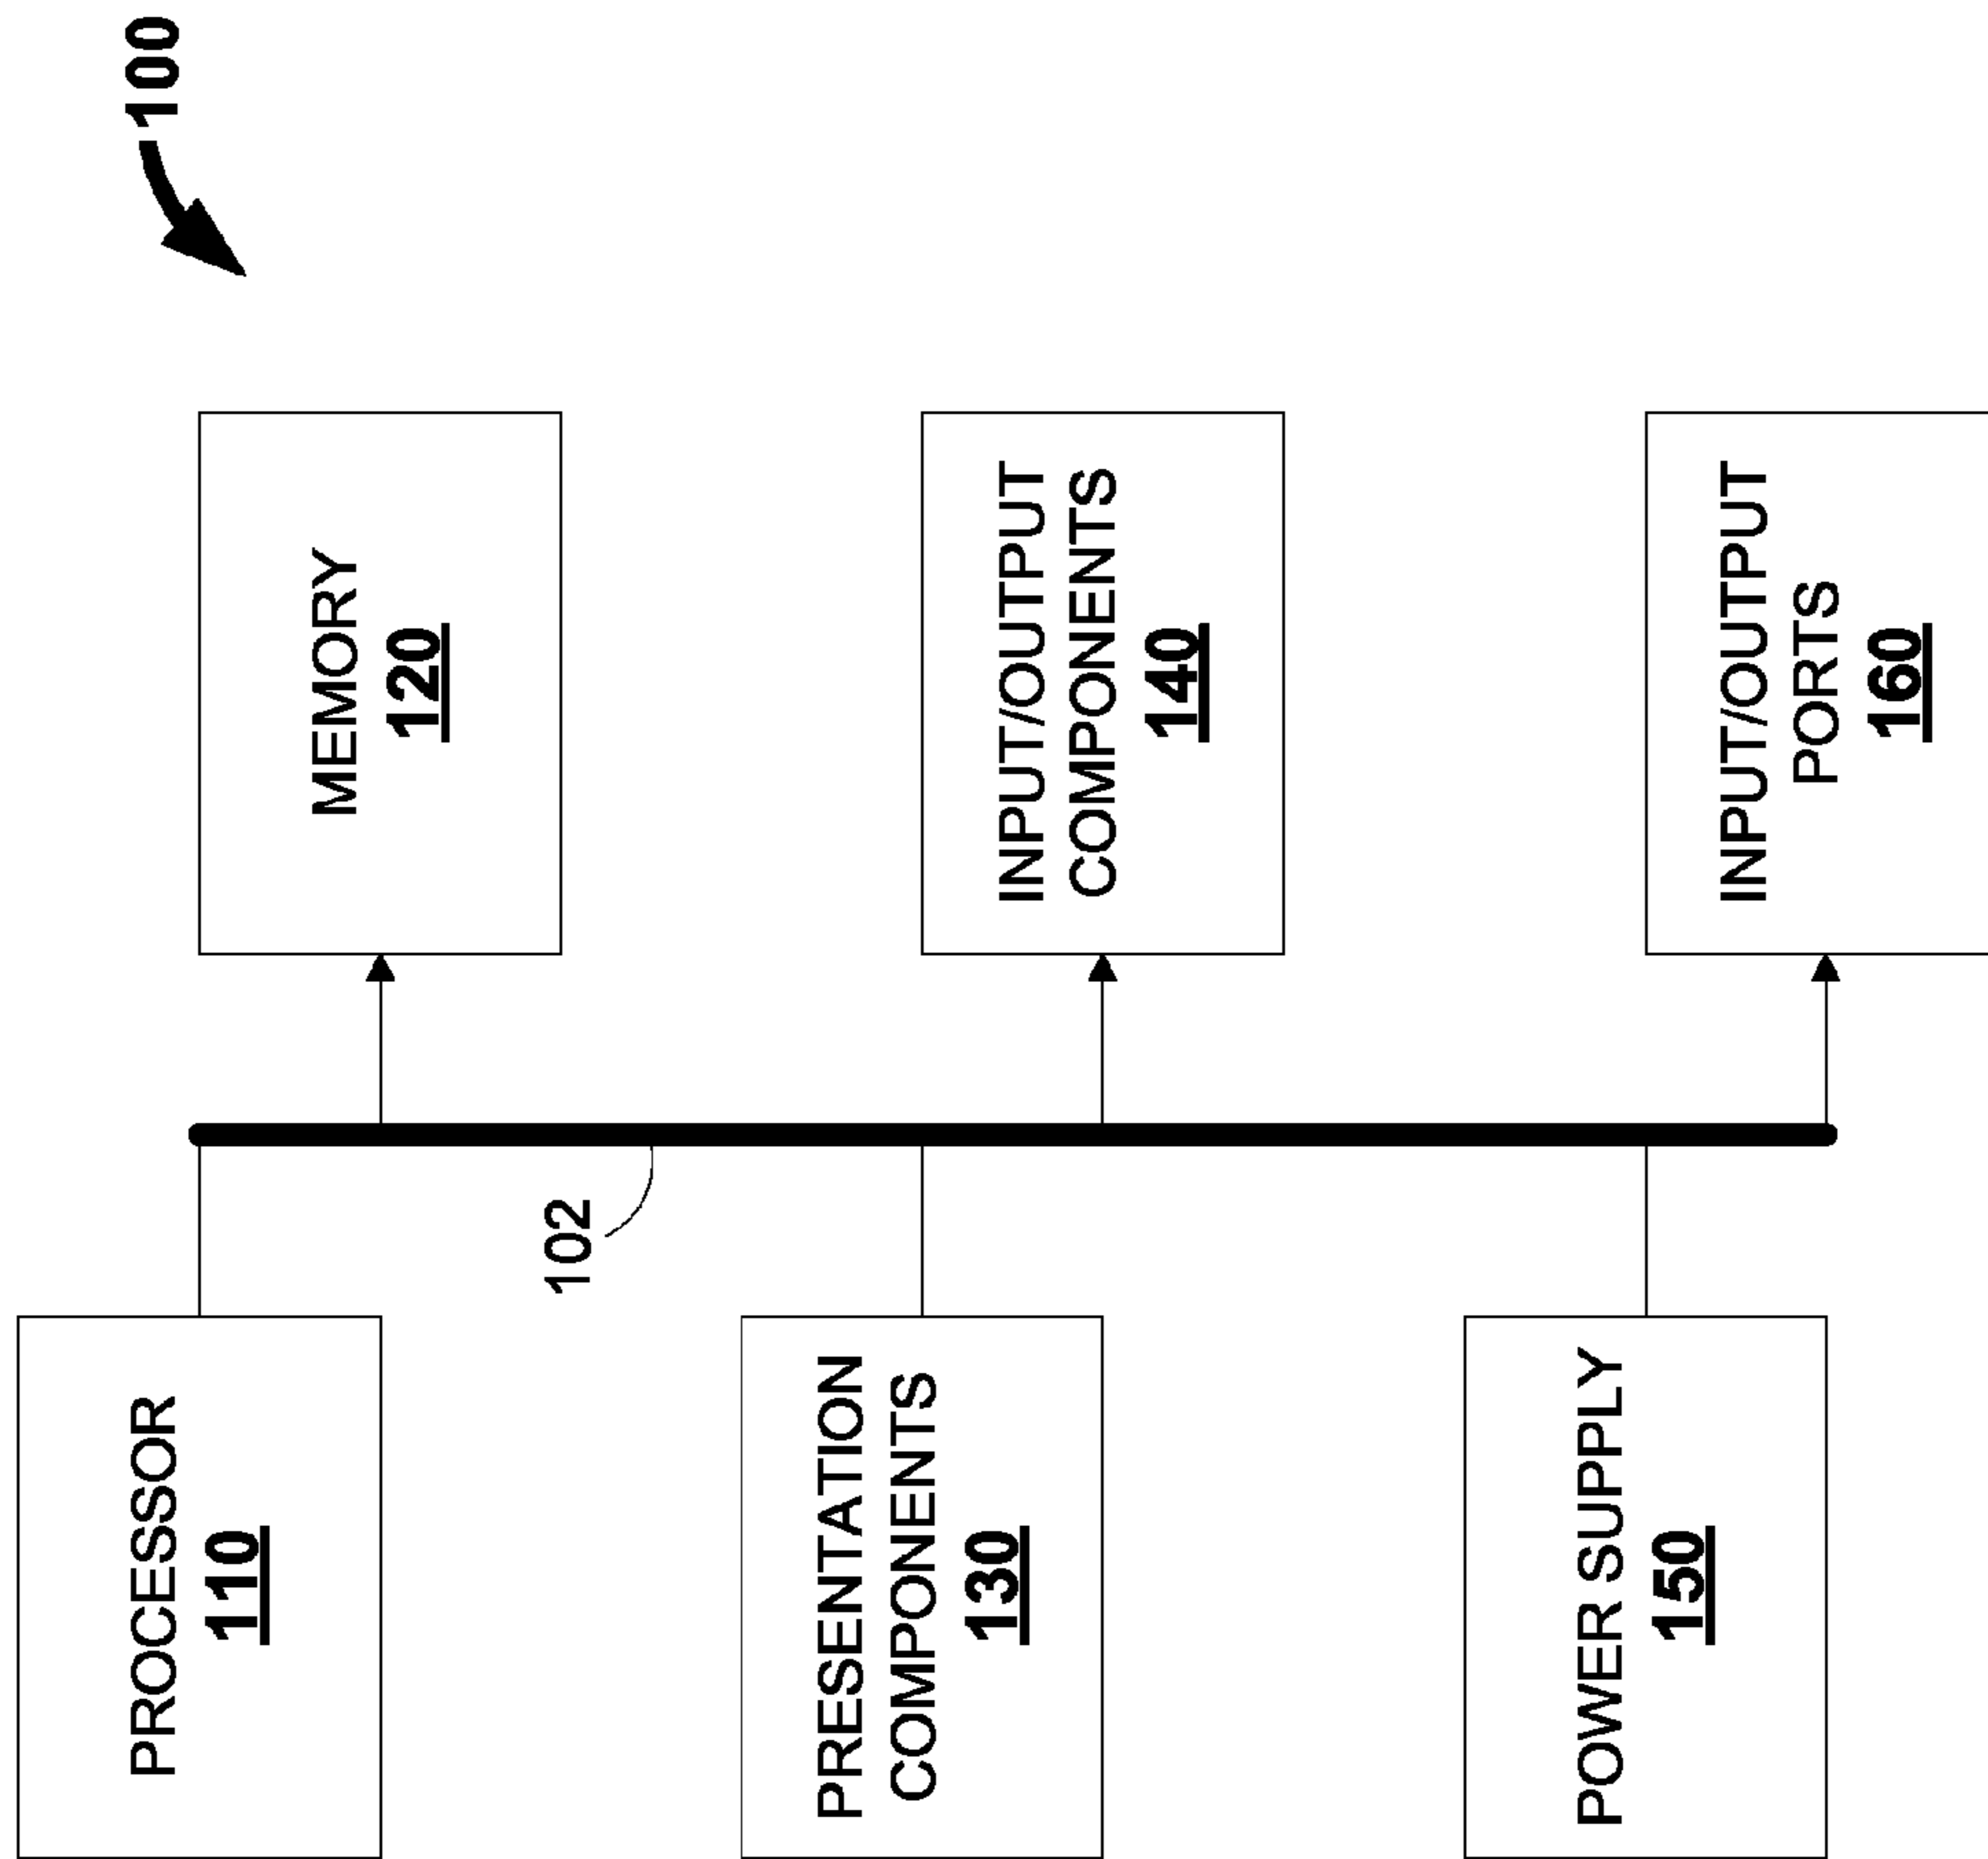 100
PROCESSOR
110
MEMORY
120
102
PRESENTATION
COMPONENTS
130
INPUT/OUTPUT
COMPONENTS
140
POWER SUPPLY
150
INPUT/OUTPUT
PORTS
160